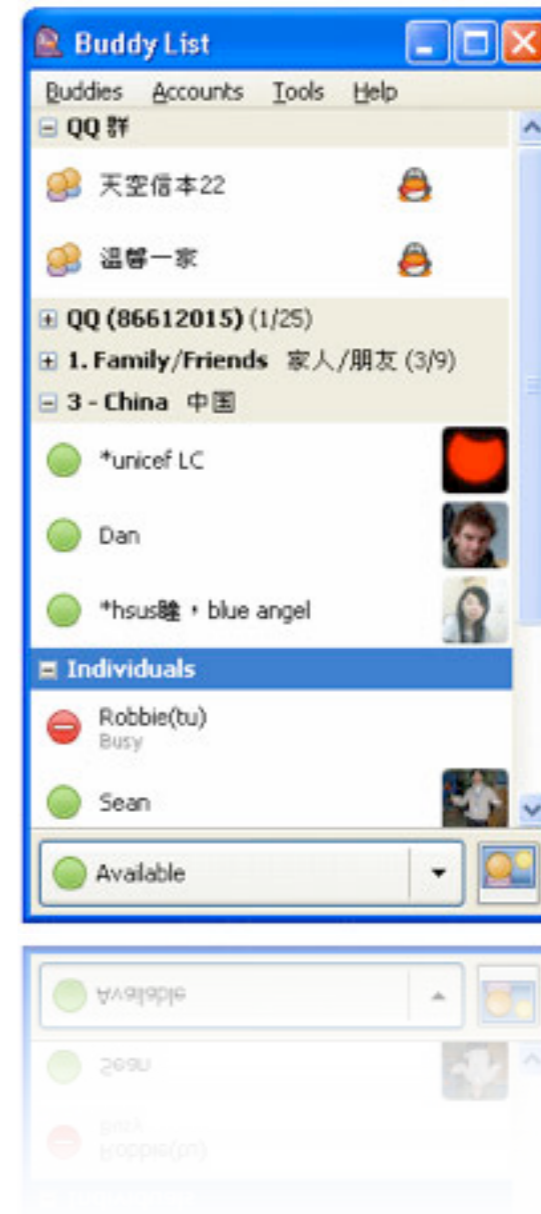 Buddy List
Buddies Accounts Tools Help
QQ 群
天空信本22
溫馨一家
QQ (86612015) (1/25)
1. Family/Friends 家人/朋友 (3/9)
3 - China 中国
*unicef LC
Dan
*hsus瞳,blue angel
Individuals
Robbie(tu)
Busy
Sean
Available